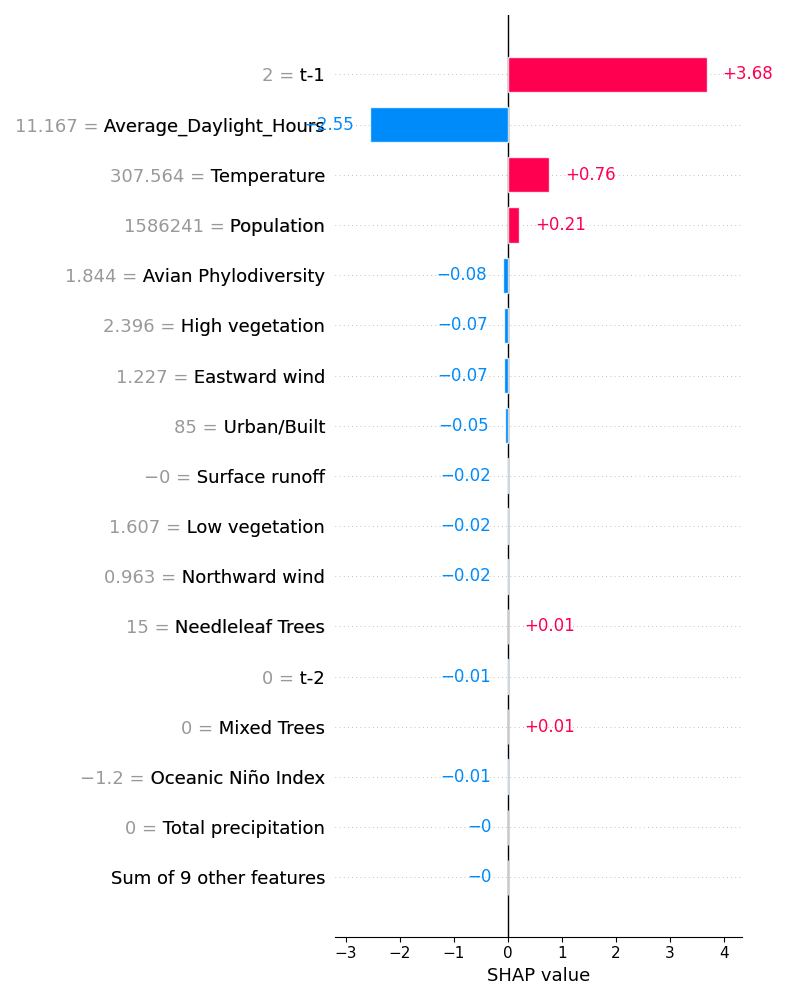 2 = t-1 +3.68
11.167 = Average_Daylight_Hours −2.55
307.564 = Temperature +0.76
1586241 = Population +0.21
1.844 = Avian Phylodiversity −0.08
2.396 = High vegetation −0.07
1.227 = Eastward wind −0.07
85 = Urban/Built −0.05
−0 = Surface runoff −0.02
1.607 = Low vegetation −0.02
0.963 = Northward wind −0.02
15 = Needleleaf Trees +0.01
0 = t-2 −0.01
0 = Mixed Trees +0.01
−1.2 = Oceanic Niño Index −0.01
0 = Total precipitation −0
Sum of 9 other features −0
−3 −2 −1 0 1 2 3 4
SHAP value